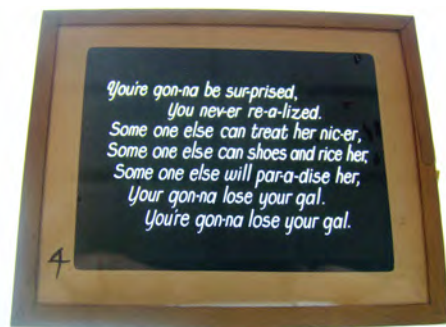 You're gon-na be sur-prised,
You nev-er re-a-lized.
Some one else can treat her nic-er,
Some one else can shoes and rice her,
Some one else will par-a-dise her,
Your gon-na lose your gal.
You're gon-na lose your gal.
4